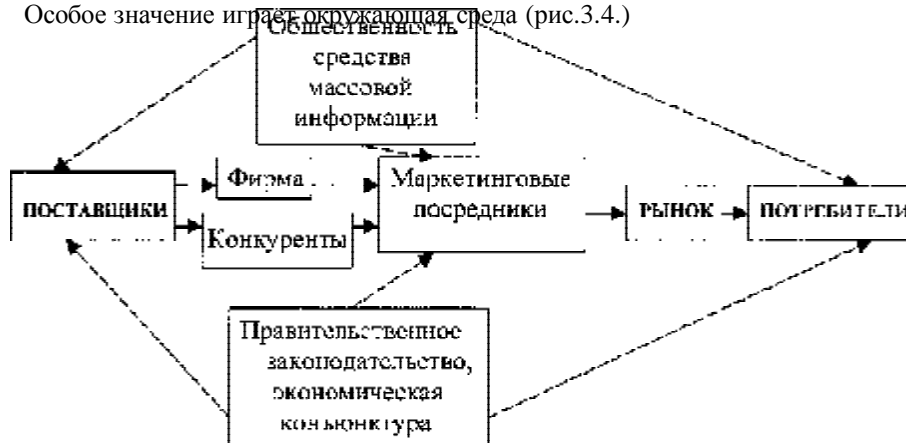 Особое значение играет окружающая среда (рис.3.4.)
Общественность
средства
массовой
информации
Фирма
Маркетинговые
посредники
ПОСТАВЩИКИ
РЫНОК
ПОТРЕБИТЕЛИ
Конкуренты
Правительственное
законодательство,
экономическая
конъюнктура